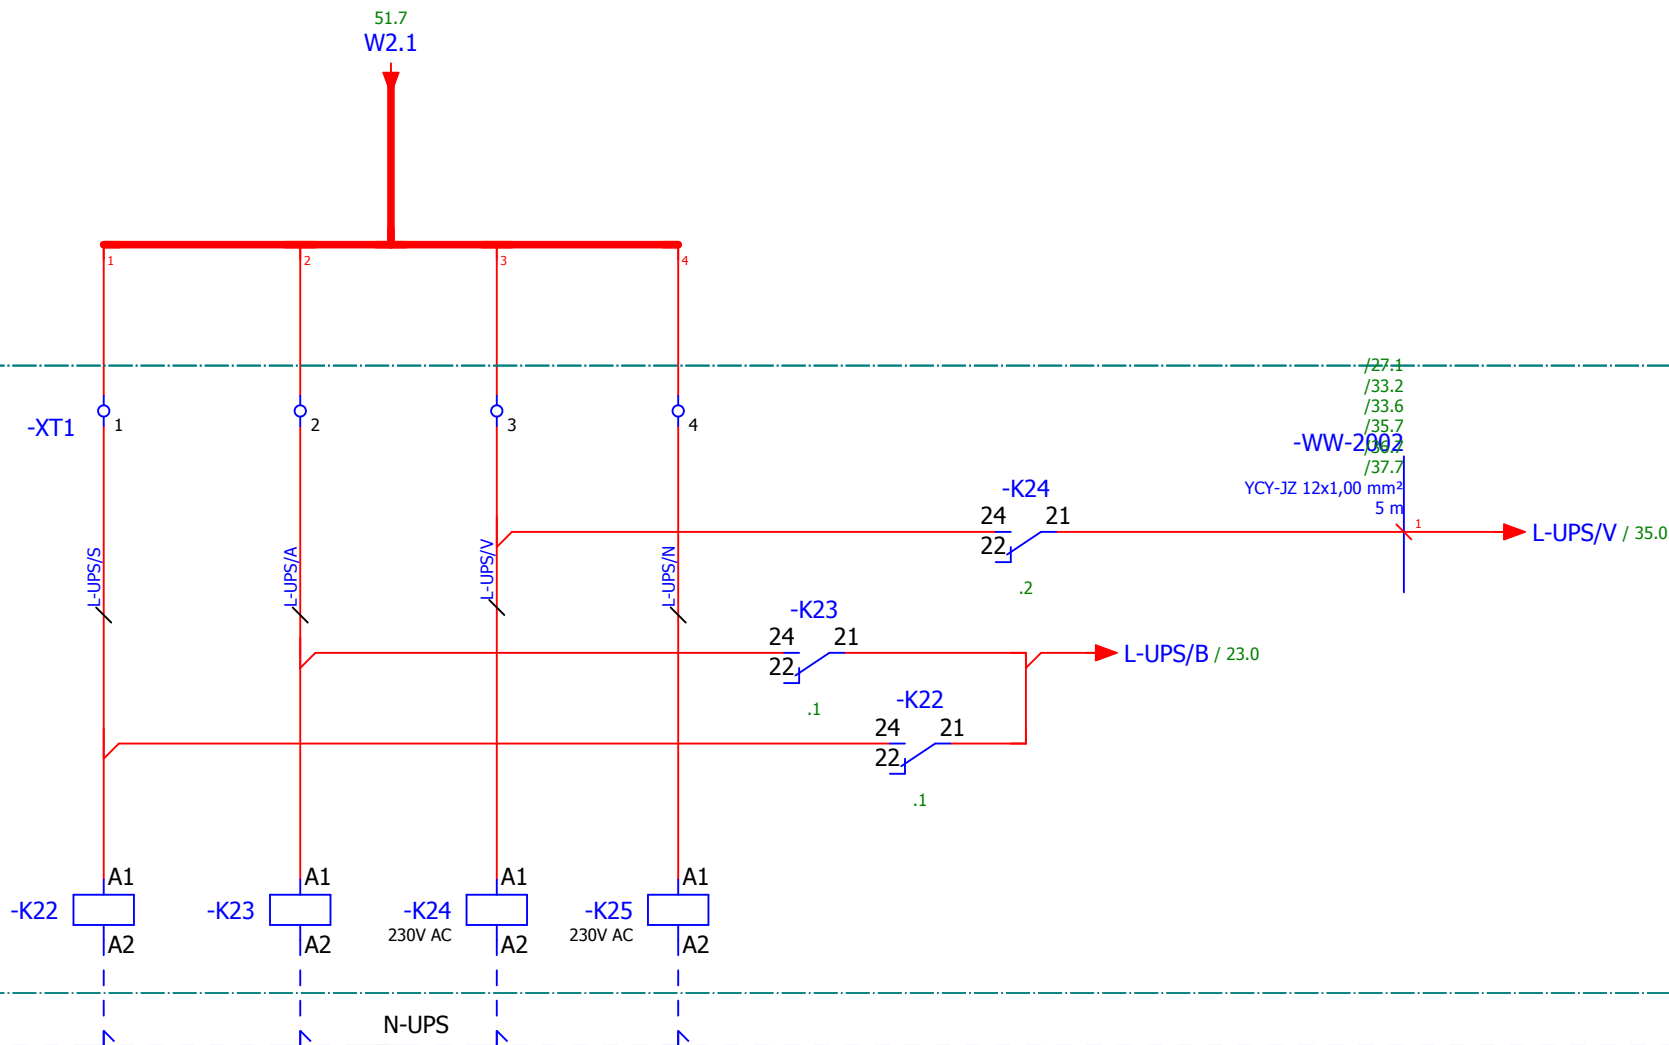 51.7
W2.1
1
2
3
4
/27.1
/33.2
/33.6
/35.7
/37.7
-XT1
1
2
3
4
-WW-2002
YCY-JZ 12x1,00 mm²
5 m
-K24
24
21
22
.2
1
L-UPS/V / 35.0
L-UPS/S
L-UPS/A
L-UPS/V
L-UPS/N
-K23
24
21
22
.1
L-UPS/B / 23.0
-K22
24
21
22
.1
-K22
A1
A2
-K23
A1
A2
-K24
230V AC
A1
A2
-K25
230V AC
A1
A2
N-UPS